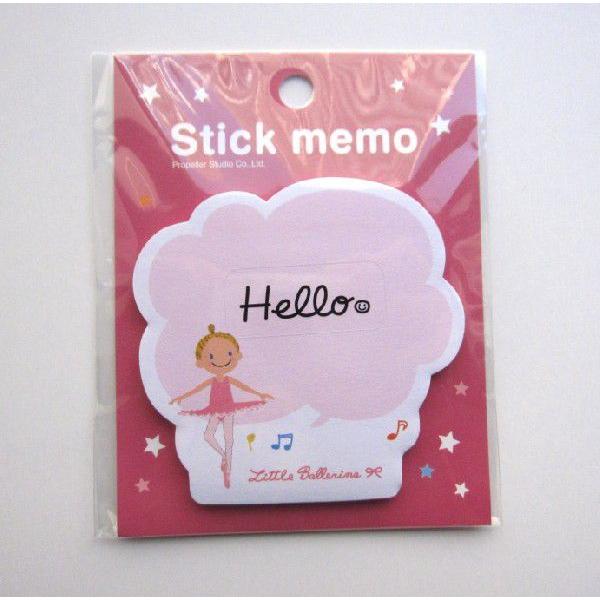 Stick memo
Propeller Studio Co.,Ltd.
Hello
Little Ballerina